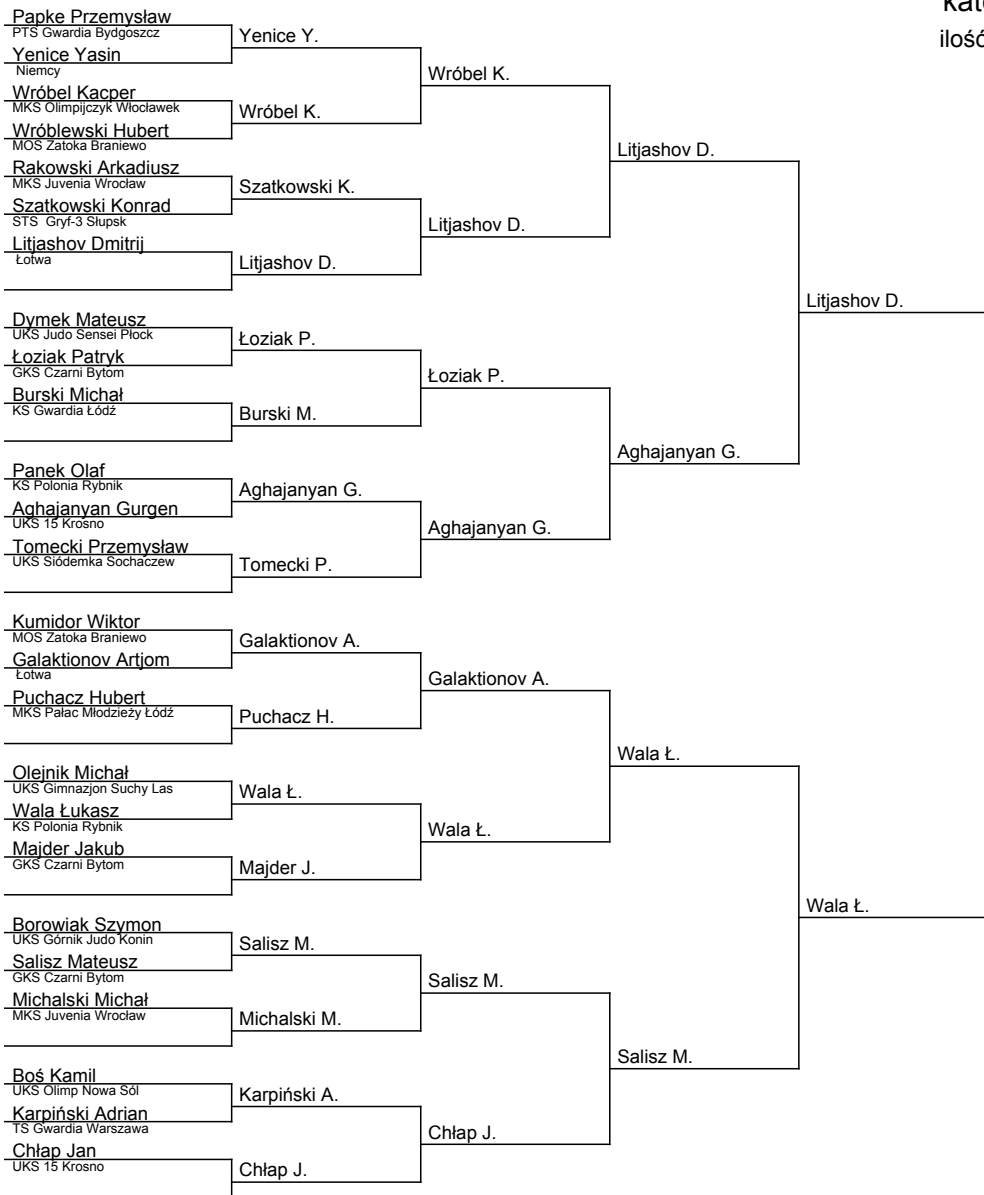 kate
ilość
Papke Przemysław
PTS Gwardia Bydgoszcz
Yenice Yasin
Niemcy
Wróbel Kacper
MKS Olimpijczyk Włocławek
Wróblewski Hubert
MOS Zatoka Braniewo
Rakowski Arkadiusz
MKS Juvenia Wrocław
Szatkowski Konrad
STS Gryf-3 Słupsk
Litjashov Dmitrij
Łotwa
Dymek Mateusz
UKS Judo Sensei Płock
Łoziak Patryk
GKS Czarni Bytom
Burski Michał
KS Gwardia Łódź
Panek Olaf
KS Polonia Rybnik
Aghajanyan Gurgen
UKS 15 Krosno
Tomecki Przemysław
UKS Siódemka Sochaczew
Kumidor Wiktor
MOS Zatoka Braniewo
Galaktionov Artjom
Łotwa
Puchacz Hubert
MKS Pałac Młodzieży Łódź
Olejnik Michał
UKS Gimnazjon Suchy Las
Wala Łukasz
KS Polonia Rybnik
Majder Jakub
GKS Czarni Bytom
Borowiak Szymon
UKS Górnik Judo Konin
Salisz Mateusz
GKS Czarni Bytom
Michalski Michał
MKS Juvenia Wrocław
Boś Kamil
UKS Olimp Nowa Sól
Karpiński Adrian
TS Gwardia Warszawa
Chłap Jan
UKS 15 Krosno
Yenice Y.
Wróbel K.
Szatkowski K.
Litjashov D.
Łoziak P.
Burski M.
Aghajanyan G.
Tomecki P.
Galaktionov A.
Puchacz H.
Wala Ł.
Majder J.
Salisz M.
Michalski M.
Karpiński A.
Chłap J.
Wróbel K.
Litjashov D.
Łoziak P.
Aghajanyan G.
Galaktionov A.
Wala Ł.
Salisz M.
Chłap J.
Litjashov D.
Aghajanyan G.
Wala Ł.
Salisz M.
Litjashov D.
Wala Ł.